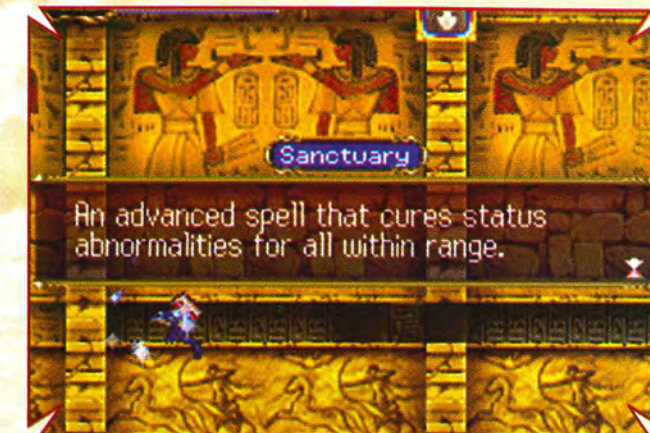 Sanctuary
An advanced spell that cures status
abnormalities for all within range.